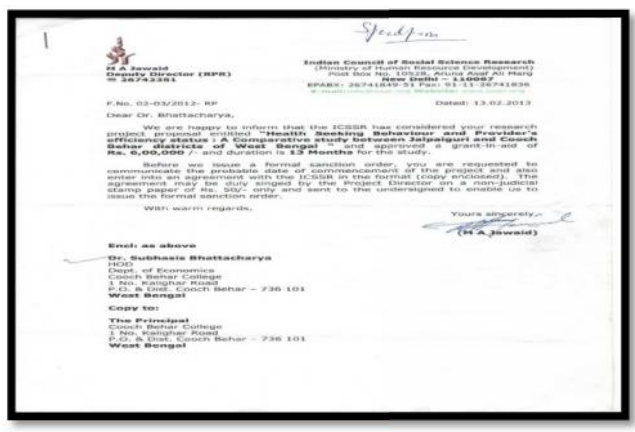 Speedpost
M A Jawaid
Deputy Director (RPR)
☎ 26742351
Indian Council of Social Science Research
(Ministry of Human Resource Development)
Post Box No. 10528, Aruna Asaf Ali Marg
New Delhi – 110067
EPABX: 26741849-51 Fax: 91-11-26741836
F.No. 02-03/2012- RP
Dated: 13.02.2013
Dear Dr. Bhattacharya,
We are happy to inform that the ICSSR has considered your research
project proposal entitled "Health Seeking Behaviour and Provider's
efficiency status : A Comparative study between Jalpaiguri and Cooch
Behar districts of West Bengal " and approved a grant-in-aid of
Rs. 6,00,000 /- and duration is 13 Months for the study.
Before we issue a formal sanction order, you are requested to
communicate the probable date of commencement of the project and also
enter into an agreement with the ICSSR in the format (copy enclosed). The
agreement may be duly singed by the Project Director on a non-judicial
stamp paper of Rs. 50/- only and sent to the undersigned to enable us to
issue the formal sanction order.
With warm regards,
Yours sincerely,
(M A Jawaid)
Encl: as above
Dr. Subhasis Bhattacharya
HOD
Dept. of Economics
Cooch Behar College
1 No. Kalighar Road
P.O. & Dist. Cooch Behar – 736 101
West Bengal
Copy to:
The Principal
Cooch Behar College
1 No. Kalighar Road
P.O. & Dist. Cooch Behar – 736 101
West Bengal